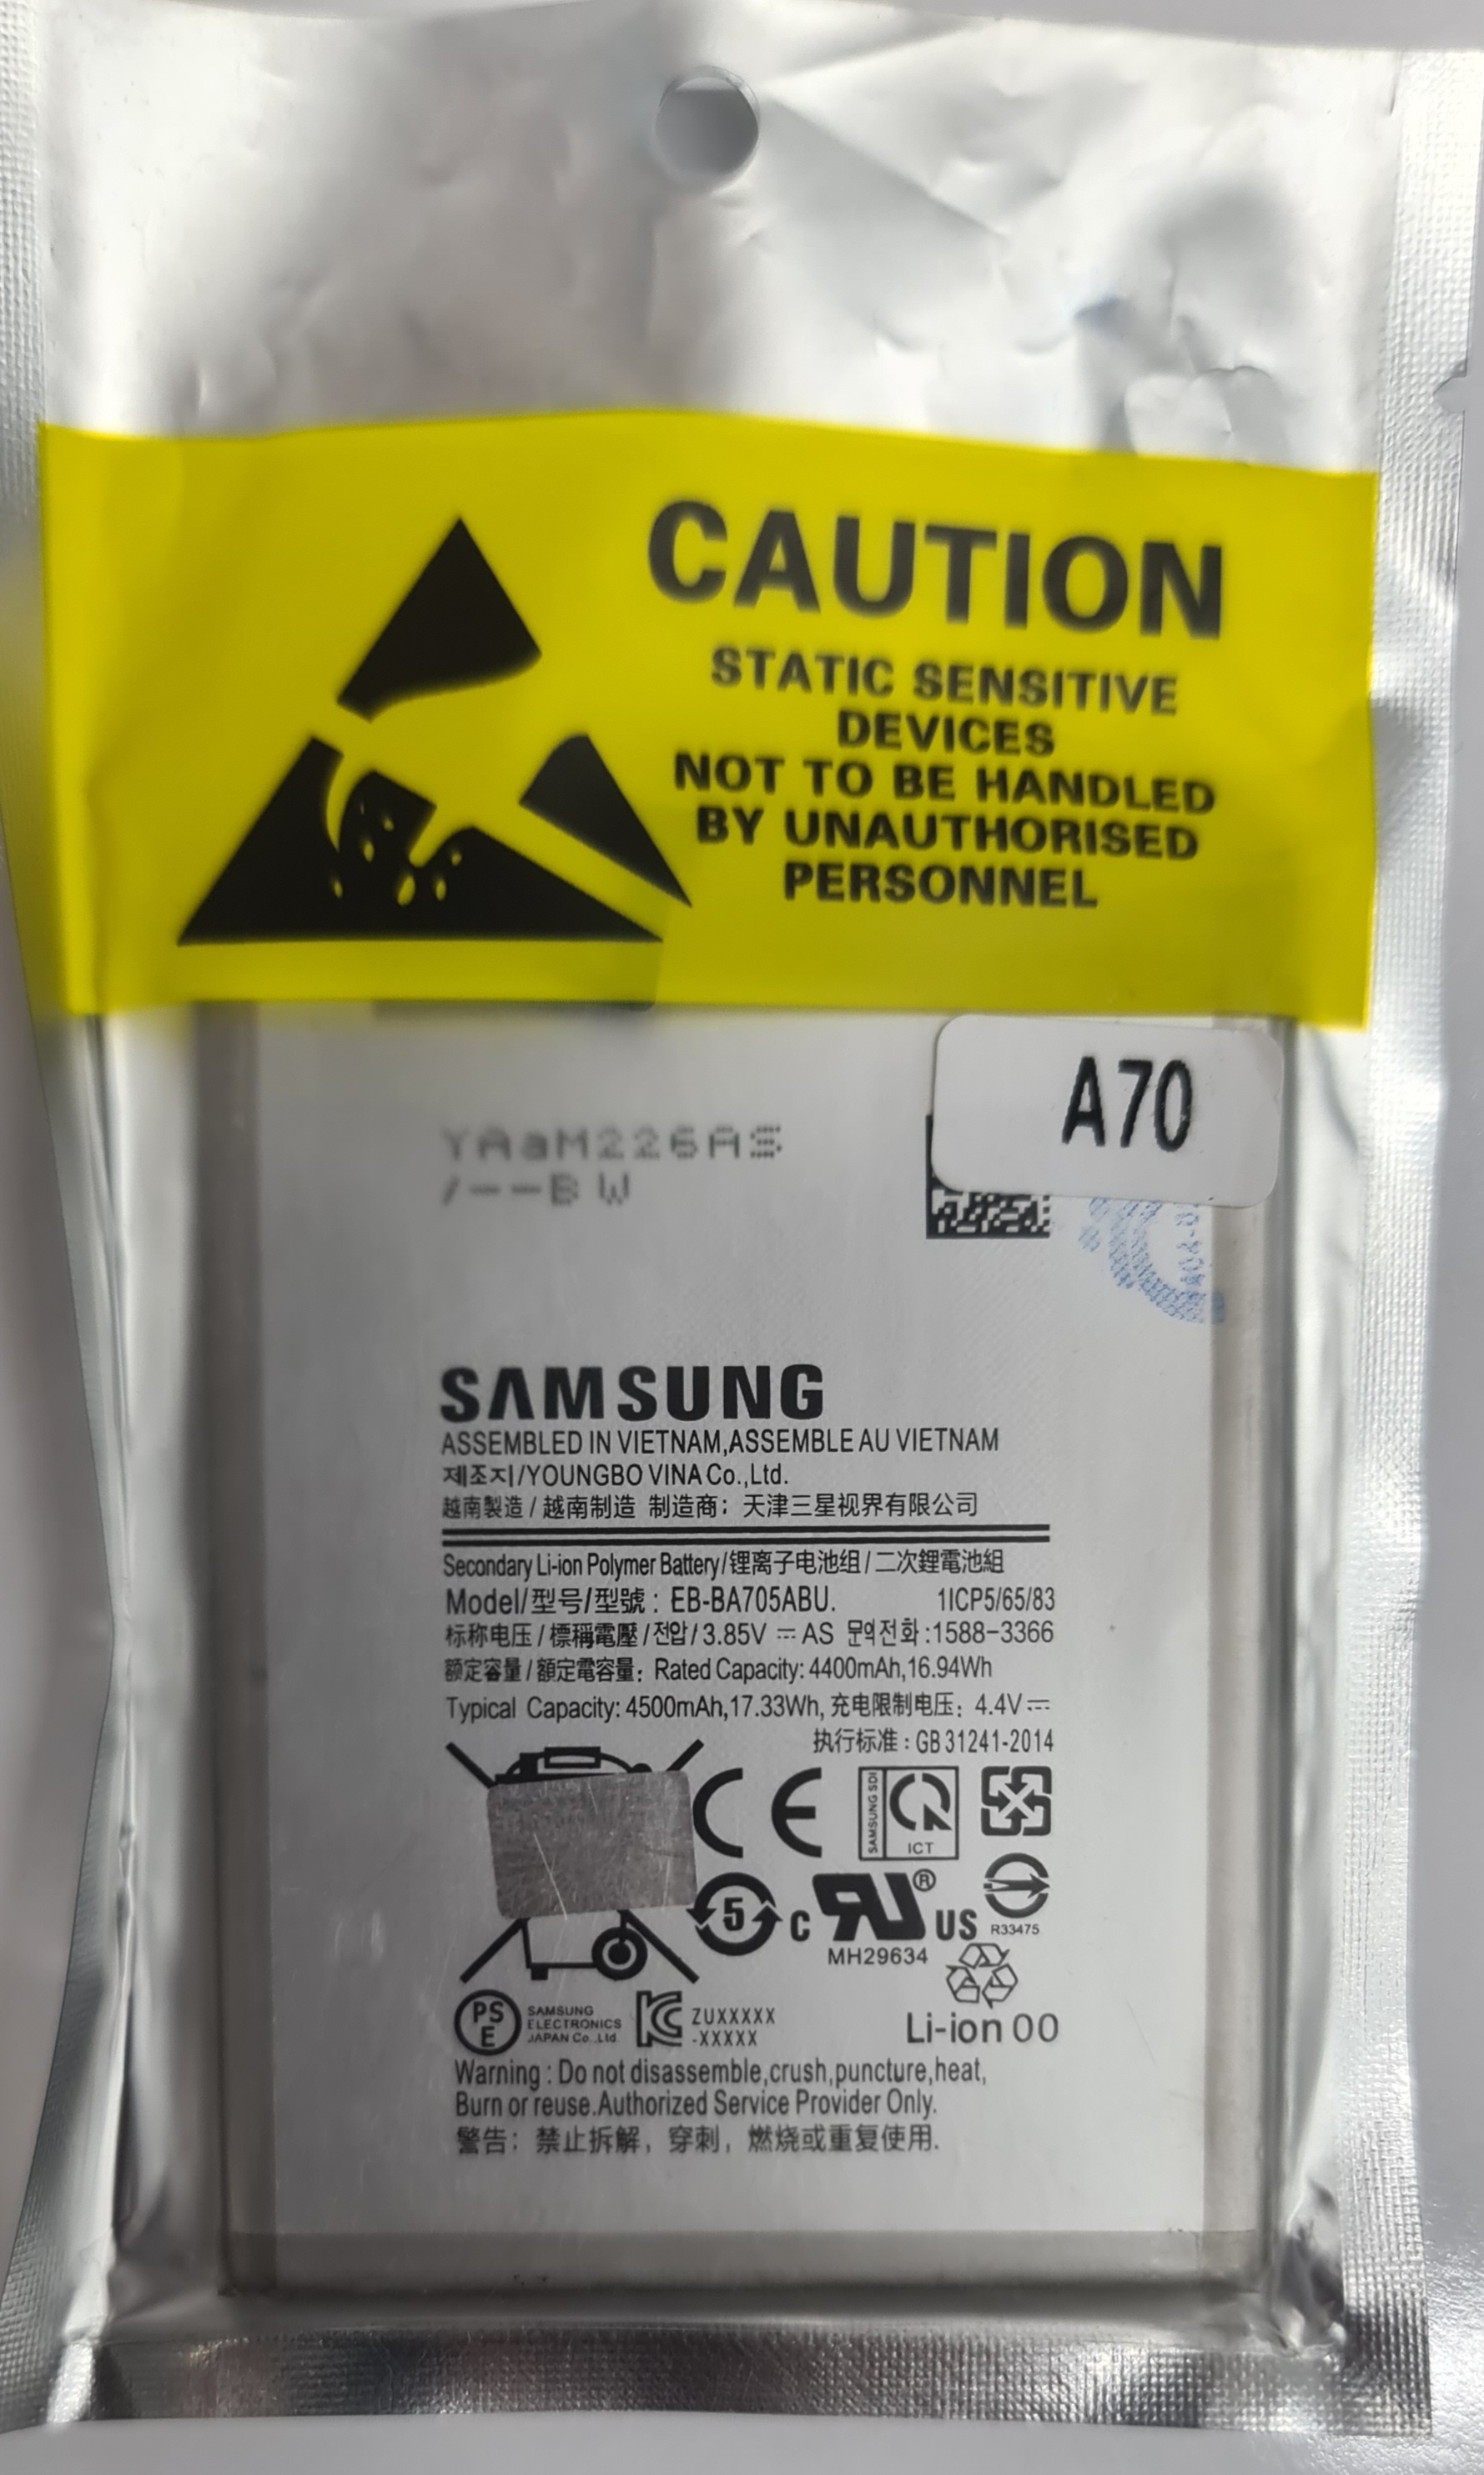 CAUTION
STATIC SENSITIVE
DEVICES
NOT TO BE HANDLED
BY UNAUTHORISED
PERSONNEL
A70
YAaM226AS
/--B W
SAMSUNG
ASSEMBLED IN VIETNAM,ASSEMBLE AU VIETNAM
제조지/YOUNGBO VINA Co.,Ltd.
越南製造 / 越南制造 制造商：天津三星视界有限公司
Secondary Li-ion Polymer Battery/锂离子电池组/二次鋰電池組
Model/型号/型號 : EB-BA705ABU. 1ICP5/65/83
标称电压 / 標稱電壓 /전압/ 3.85V ⎓ AS 문역전화:1588-3366
额定容量 / 額定電容量: Rated Capacity: 4400mAh,16.94Wh
Typical Capacity: 4500mAh,17.33Wh, 充电限制电压: 4.4V⎓
执行标准 : GB 31241-2014
CE
SAMSUNG SDI
ICT
5
c RU ® US
R33475
MH29634
PS
E
SAMSUNG
ELECTRONICS
JAPAN Co.,Ltd.
KC
ZUXXXXX
-XXXXX
Li-ion 00
Warning : Do not disassemble,crush,puncture,heat,
Burn or reuse.Authorized Service Provider Only.
警告：禁止拆解，穿刺，燃烧或重复使用.